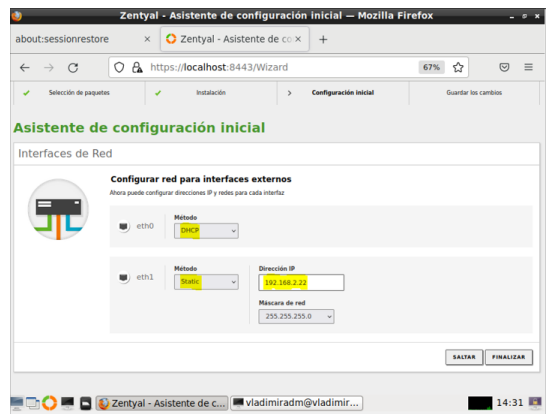 Zentyal - Asistente de configuración inicial — Mozilla Firefox
about:sessionrestore × Zentyal - Asistente de co × +
https://localhost:8443/Wizard 67%
Selección de paquetes Instalación Configuración inicial Guardar los cambios
Asistente de configuración inicial
Interfaces de Red
Configurar red para interfaces externos
Ahora puede configurar direcciones IP y redes para cada interfaz
Método
eth0 DHCP
Método Dirección IP
eth1 Static 192.168.2.22
Máscara de red
255.255.255.0
SALTAR FINALIZAR
Zentyal - Asistente de c... vladimiradm@vladimir... 14:31